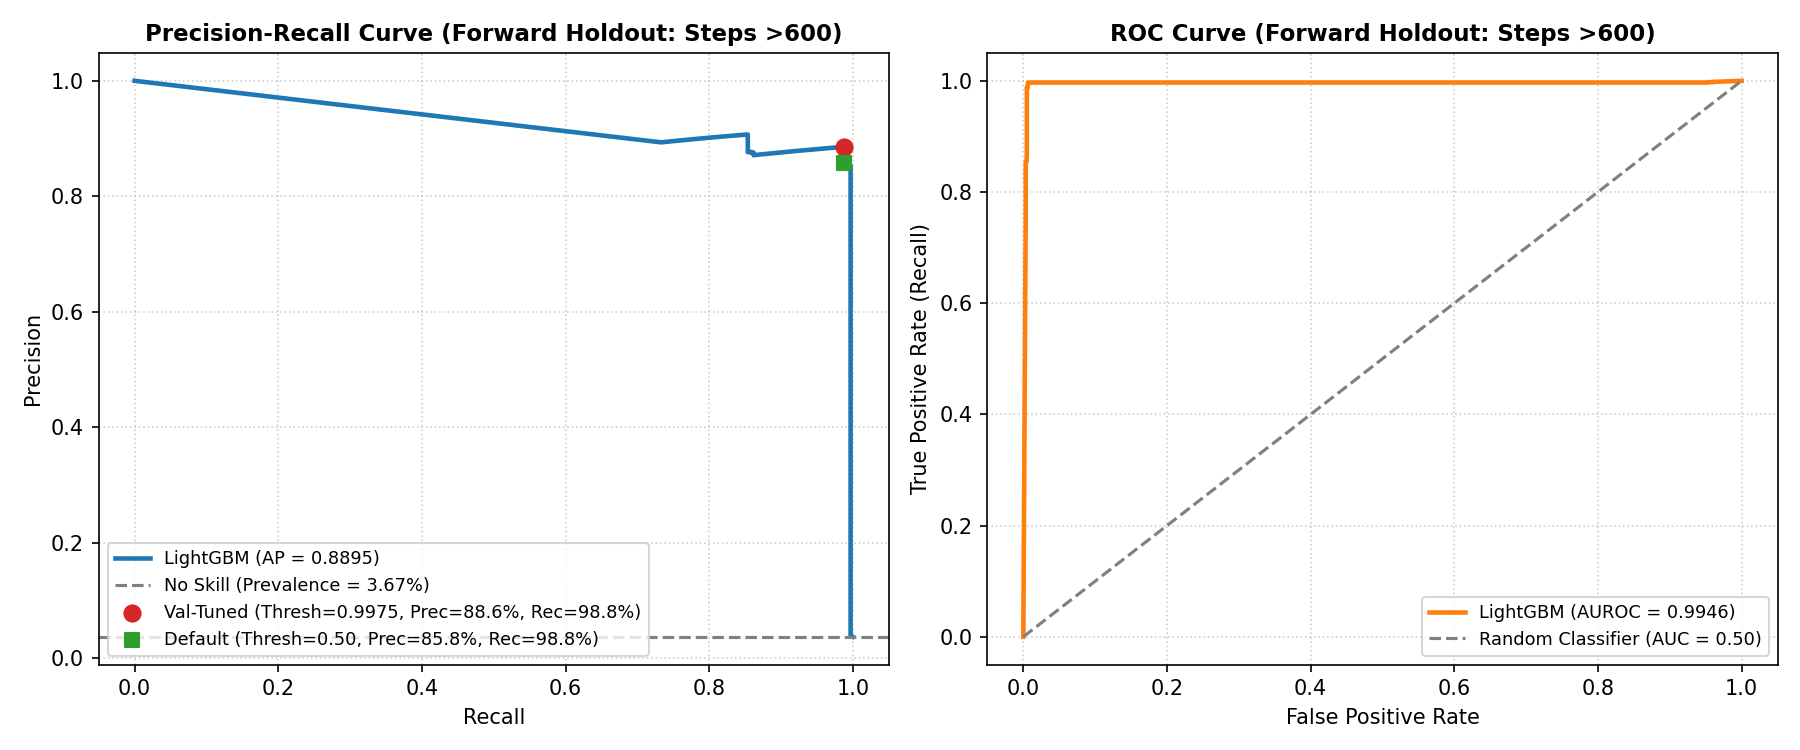 Precision-Recall Curve (Forward Holdout: Steps >600)
Precision
1.0
0.8
0.6
0.4
0.2
0.0
LightGBM (AP = 0.8895)
No Skill (Prevalence = 3.67%)
Val-Tuned (Thresh=0.9975, Prec=88.6%, Rec=98.8%)
Default (Thresh=0.50, Prec=85.8%, Rec=98.8%)
0.0 0.2 0.4 0.6 0.8 1.0
Recall
ROC Curve (Forward Holdout: Steps >600)
True Positive Rate (Recall)
1.0
0.8
0.6
0.4
0.2
0.0
LightGBM (AUROC = 0.9946)
Random Classifier (AUC = 0.50)
0.0 0.2 0.4 0.6 0.8 1.0
False Positive Rate